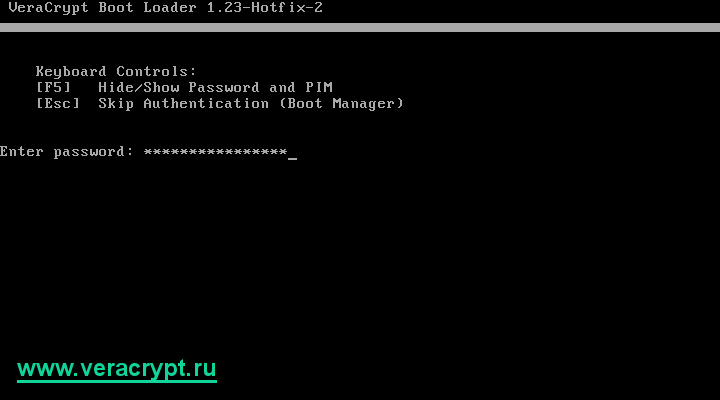 VeraCrypt Boot Loader 1.23-Hotfix-2
Keyboard Controls:
[F5] Hide/Show Password and PIM
[Esc] Skip Authentication (Boot Manager)
Enter password: ****************_
www.veracrypt.ru